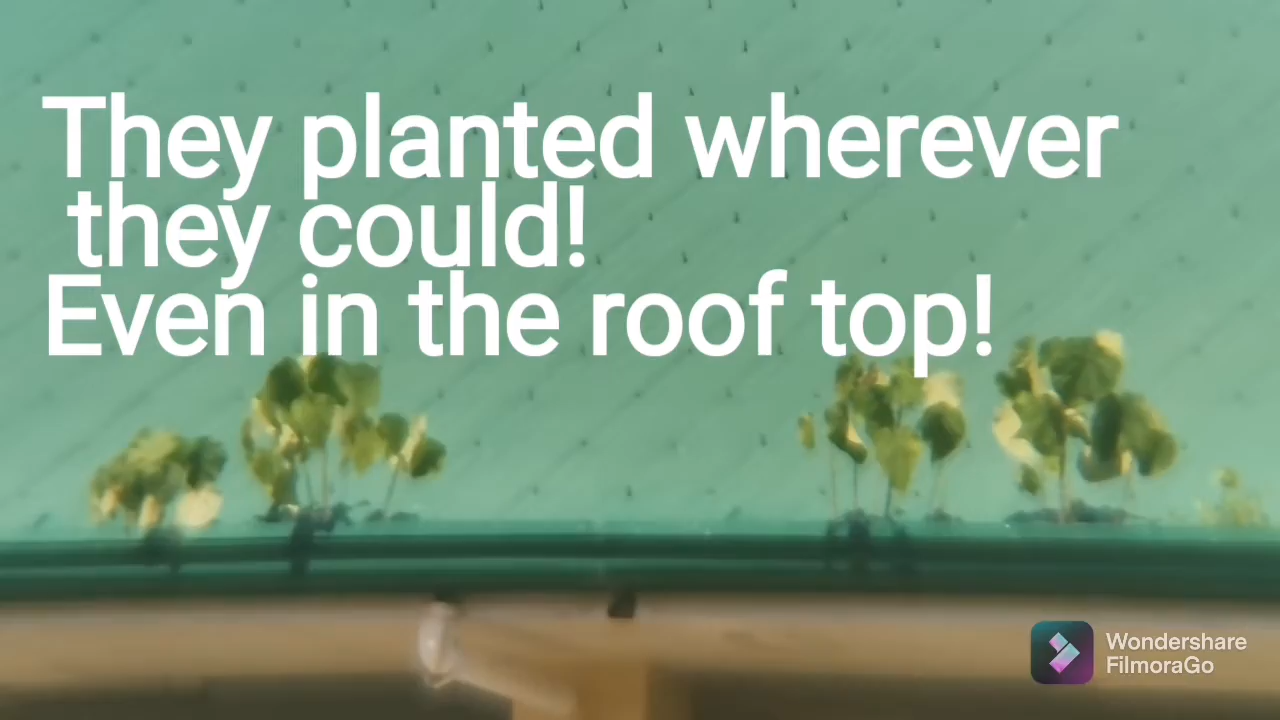 They planted wherever
they could!
Even in the roof top!
Wondershare
FilmoraGo